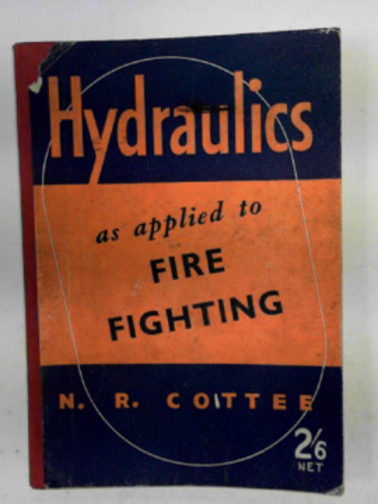 Hydraulics
as applied to
FIRE
FIGHTING
N. R. COTTEE
2/6
NET